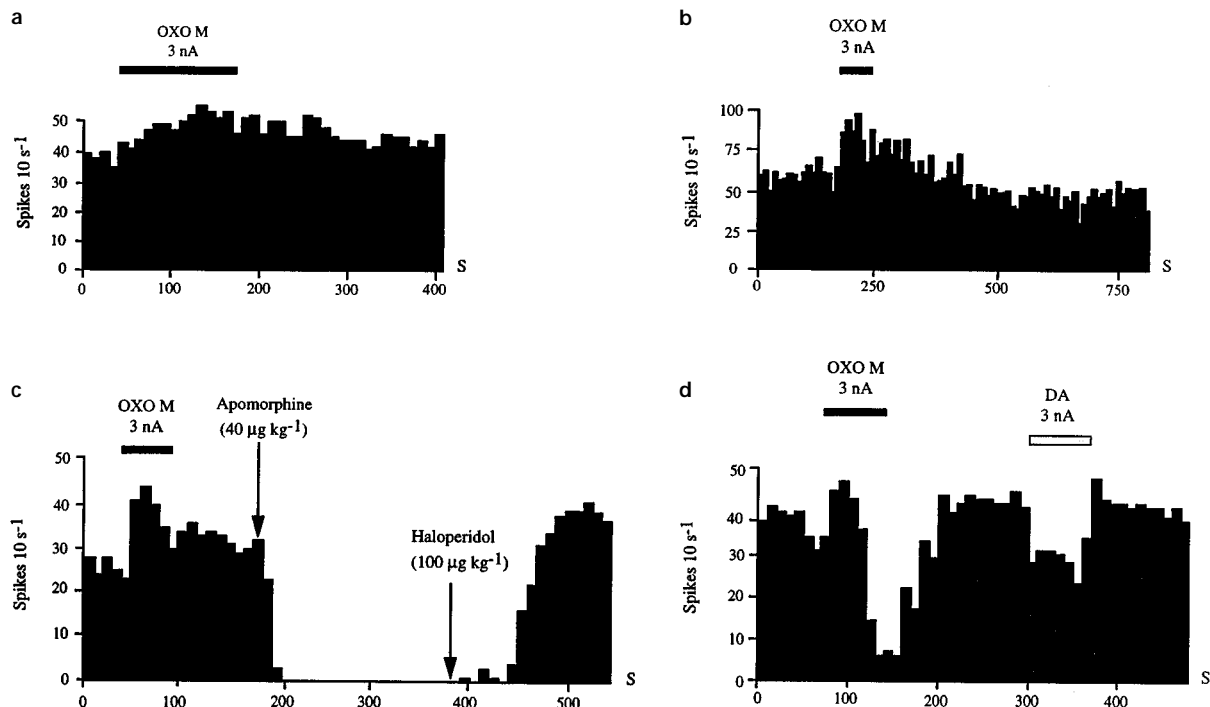 a
OXO M
3 nA
Spikes 10 s⁻¹
50
40
30
20
10
0
0 100 200 300 400
S
b
OXO M
3 nA
Spikes 10 s⁻¹
100
75
50
25
0
0 250 500 750
S
c
OXO M
3 nA
Apomorphine
(40 µg kg⁻¹)
Haloperidol
(100 µg kg⁻¹)
Spikes 10 s⁻¹
50
40
30
20
10
0
0 100 200 300 400 500
S
d
OXO M
3 nA
DA
3 nA
Spikes 10 s⁻¹
50
40
30
20
10
0
0 100 200 300 400
S